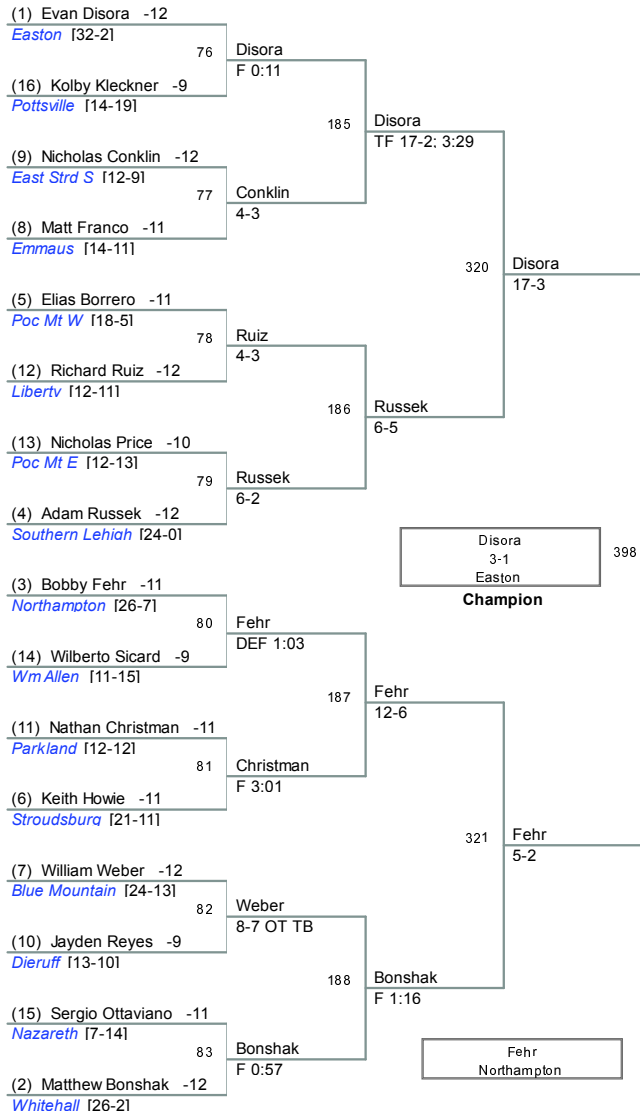 (1) Evan Disora -12
Easton [32-2]
76
Disora
F 0:11
(16) Kolby Kleckner -9
Pottsville [14-19]
185
Disora
TF 17-2; 3:29
(9) Nicholas Conklin -12
East Strd S [12-9]
77
Conklin
4-3
(8) Matt Franco -11
Emmaus [14-11]
320
Disora
17-3
(5) Elias Borrero -11
Poc Mt W [18-5]
78
Ruiz
4-3
(12) Richard Ruiz -12
Liberty [12-11]
186
Russek
6-5
(13) Nicholas Price -10
Poc Mt E [12-13]
79
Russek
6-2
(4) Adam Russek -12
Southern Lehigh [24-0]
Disora
3-1
Easton
398
Champion
(3) Bobby Fehr -11
Northampton [26-7]
80
Fehr
DEF 1:03
(14) Wilberto Sicard -9
Wm Allen [11-15]
187
Fehr
12-6
(11) Nathan Christman -11
Parkland [12-12]
81
Christman
F 3:01
(6) Keith Howie -11
Stroudsburg [21-11]
321
Fehr
5-2
(7) William Weber -12
Blue Mountain [24-13]
82
Weber
8-7 OT TB
(10) Jayden Reyes -9
Dieruff [13-10]
188
Bonshak
F 1:16
(15) Sergio Ottaviano -11
Nazareth [7-14]
83
Bonshak
F 0:57
(2) Matthew Bonshak -12
Whitehall [26-2]
Fehr
Northampton